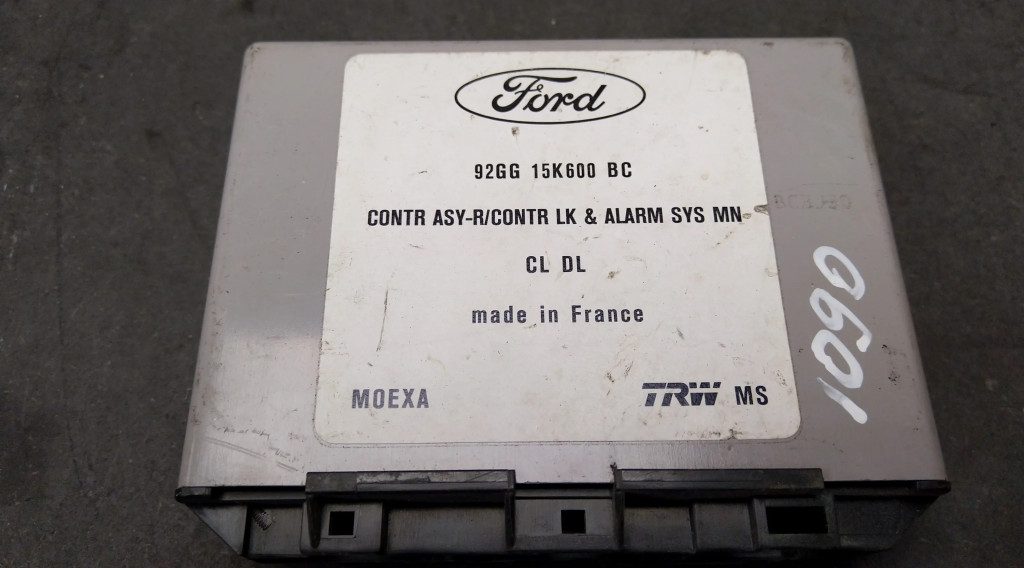 Ford
92GG 15K600 BC
CONTR ASY-R/CONTR LK & ALARM SYS MN
CL DL
made in France
MOEXA
TRW MS
1090